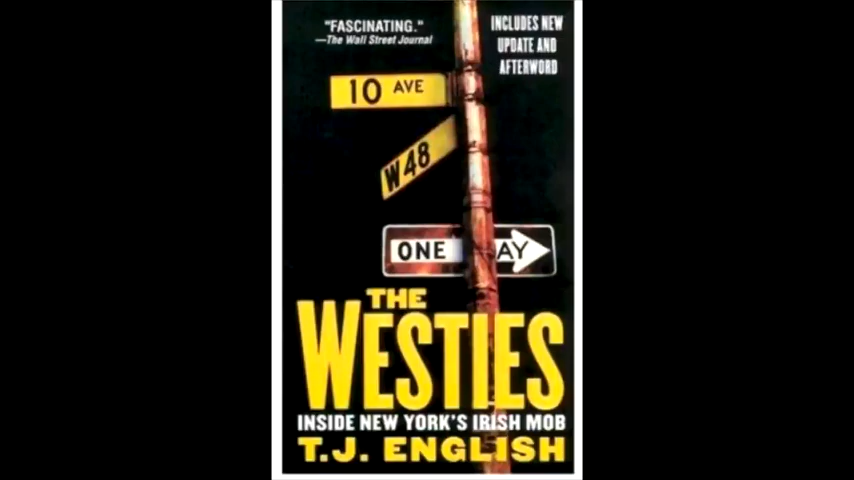 "FASCINATING."
—The Wall Street Journal
INCLUDES NEW
UPDATE AND
AFTERWORD
10 AVE
W 48
ONE WAY
THE
WESTIES
INSIDE NEW YORK'S IRISH MOB
T.J. ENGLISH